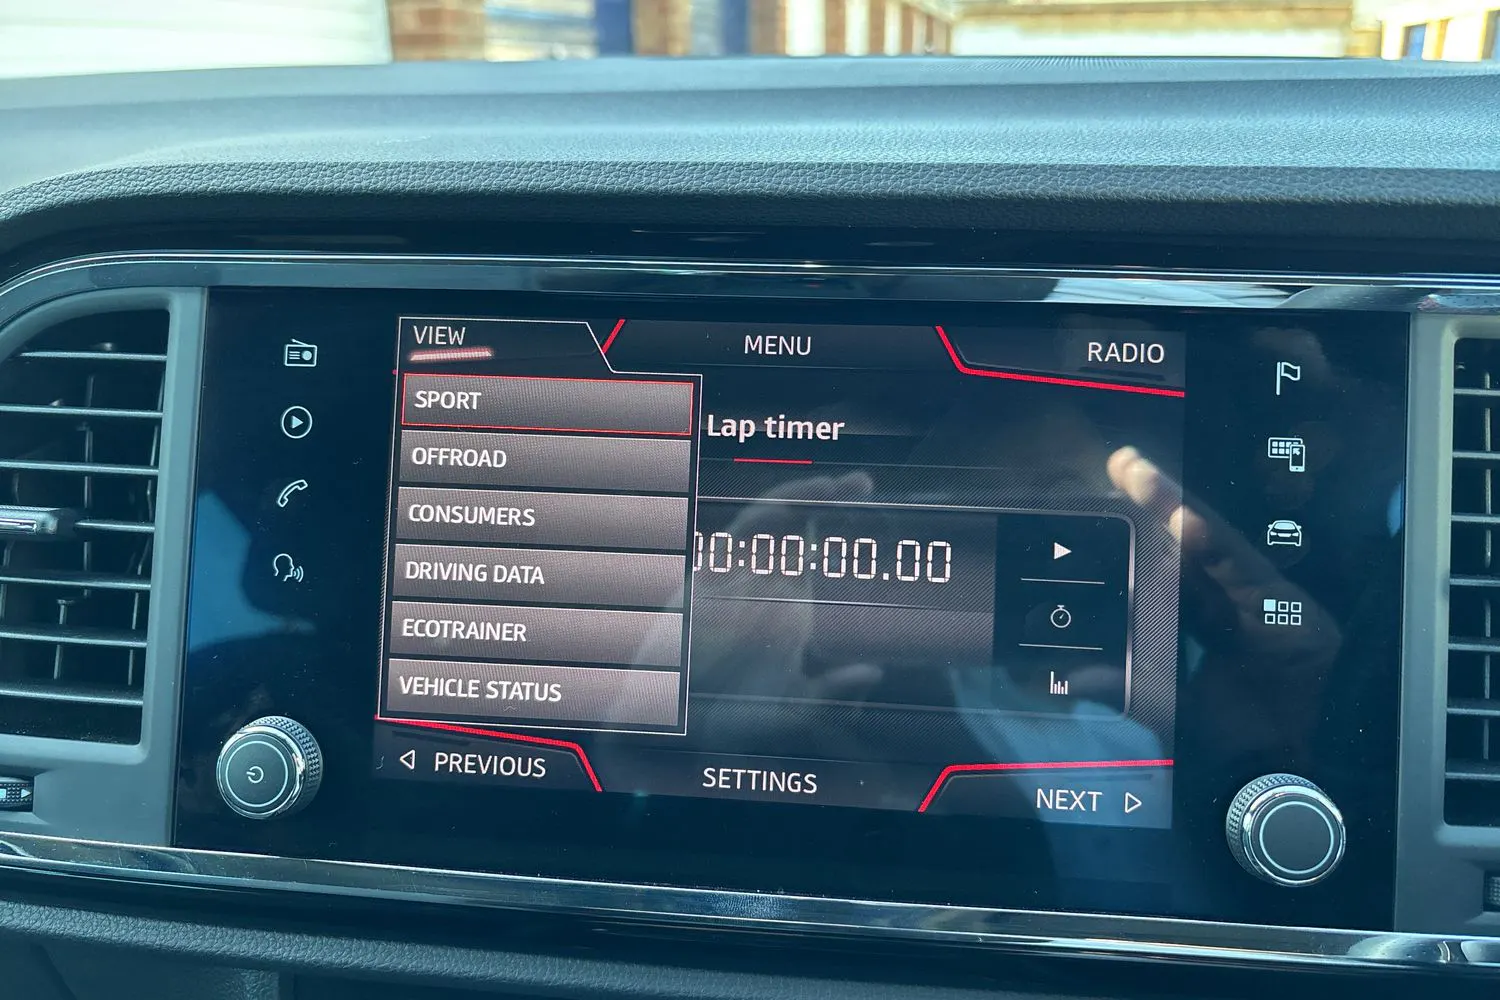 VIEW
MENU
RADIO
SPORT
OFFROAD
CONSUMERS
DRIVING DATA
ECOTRAINER
VEHICLE STATUS
Lap timer
00:00:00.00
PREVIOUS
SETTINGS
NEXT